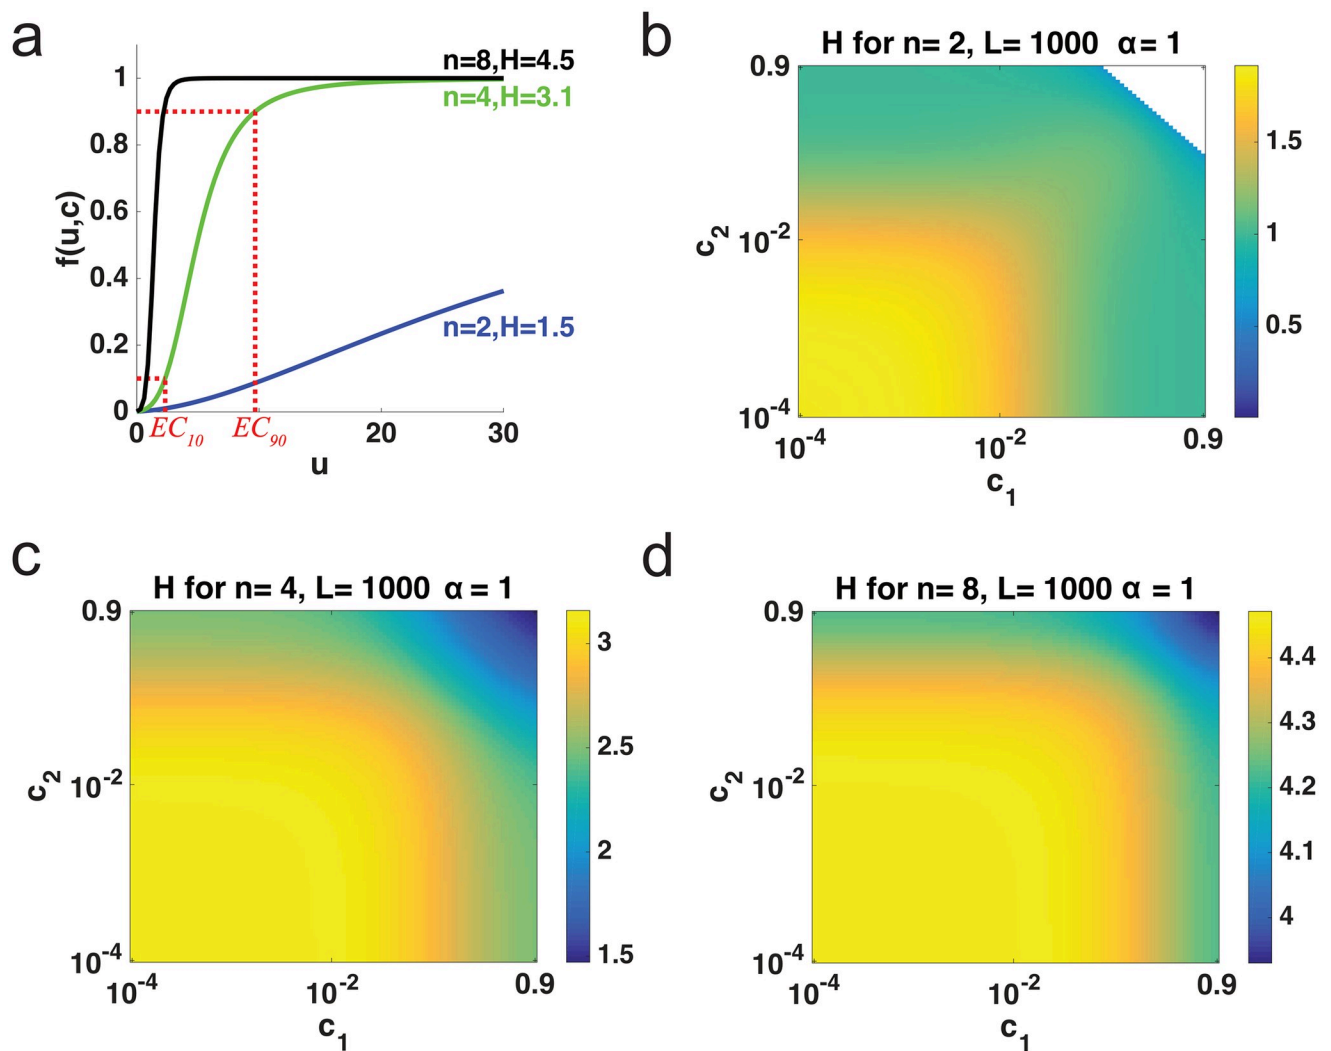 a
n=8,H=4.5
n=4,H=3.1
n=2,H=1.5
f(u,c)
1
0.8
0.6
0.4
0.2
0
0
EC10
EC90
20
30
u
b
H for n= 2, L= 1000 α = 1
0.9
10-2
10-4
c2
10-4
10-2
0.9
c1
1.5
1
0.5
c
H for n= 4, L= 1000 α = 1
0.9
10-2
10-4
c2
10-4
10-2
0.9
c1
3
2.5
2
1.5
d
H for n= 8, L= 1000 α = 1
0.9
10-2
10-4
c2
10-4
10-2
0.9
c1
4.4
4.3
4.2
4.1
4